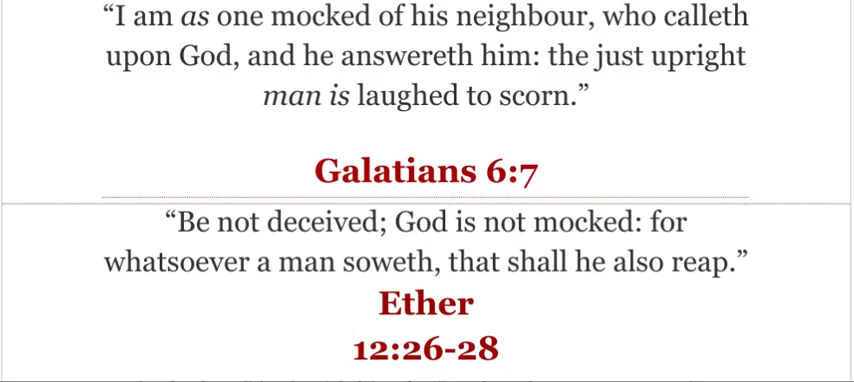 “I am as one mocked of his neighbour, who calleth
upon God, and he answereth him: the just upright
man is laughed to scorn.”
Galatians 6:7
“Be not deceived; God is not mocked: for
whatsoever a man soweth, that shall he also reap.”
Ether
12:26-28